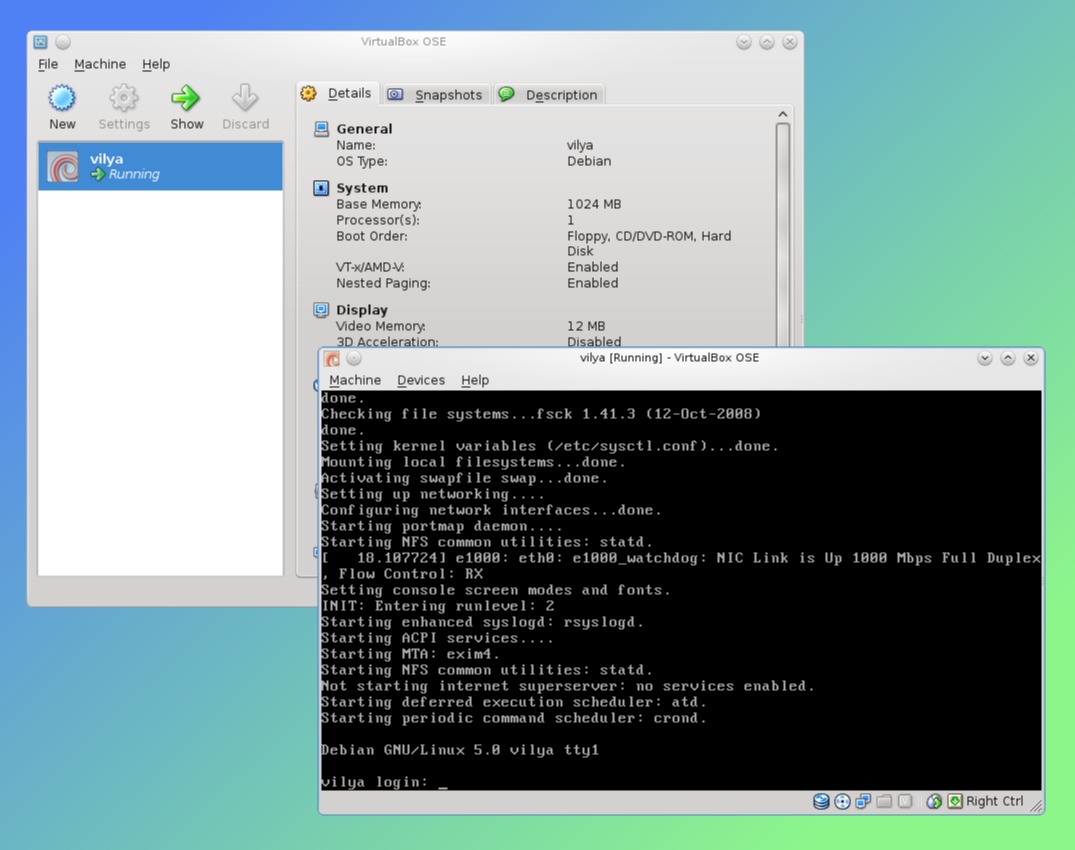 VirtualBox OSE
File Machine Help
New Settings Show Discard
Details Snapshots Description
vilya
Running
General
Name: vilya
OS Type: Debian
System
Base Memory: 1024 MB
Processor(s): 1
Boot Order: Floppy, CD/DVD-ROM, Hard
Disk
VT-x/AMD-V: Enabled
Nested Paging: Enabled
Display
Video Memory: 12 MB
3D Acceleration: Disabled
vilya [Running] - VirtualBox OSE
Machine Devices Help
done.
Checking file systems...fsck 1.41.3 (12-Oct-2008)
done.
Setting kernel variables (/etc/sysctl.conf)...done.
Mounting local filesystems...done.
Activating swapfile swap...done.
Setting up networking....
Configuring network interfaces...done.
Starting portmap daemon....
Starting NFS common utilities: statd.
[   18.107724] e1000: eth0: e1000_watchdog: NIC Link is Up 1000 Mbps Full Duplex
, Flow Control: RX
Setting console screen modes and fonts.
INIT: Entering runlevel: 2
Starting enhanced syslogd: rsyslogd.
Starting ACPI services....
Starting MTA: exim4.
Starting NFS common utilities: statd.
Not starting internet superserver: no services enabled.
Starting deferred execution scheduler: atd.
Starting periodic command scheduler: crond.
Debian GNU/Linux 5.0 vilya tty1
vilya login: _
Right Ctrl